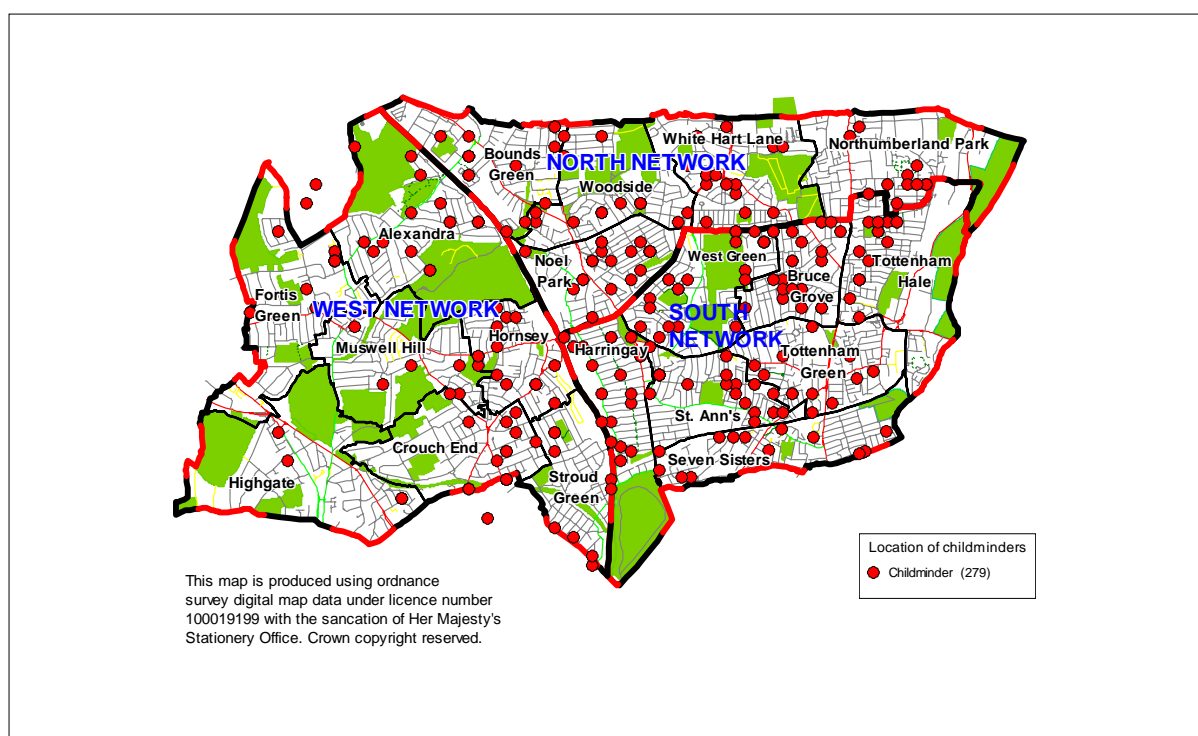 White Hart Lane
Northumberland Park
Bounds
Green
NORTH NETWORK
Woodside
Alexandra
West Green
Noel
Park
Bruce
Grove
Tottenham
Hale
Fortis
Green
WEST NETWORK
SOUTH
NETWORK
Hornsey
Muswell Hill
Harringay
Tottenham
Green
St. Ann's
Crouch End
Seven Sisters
Highgate
Stroud
Green
Location of childminders
Childminder (279)
This map is produced using ordnance
survey digital map data under licence number
100019199 with the sancation of Her Majesty's
Stationery Office. Crown copyright reserved.